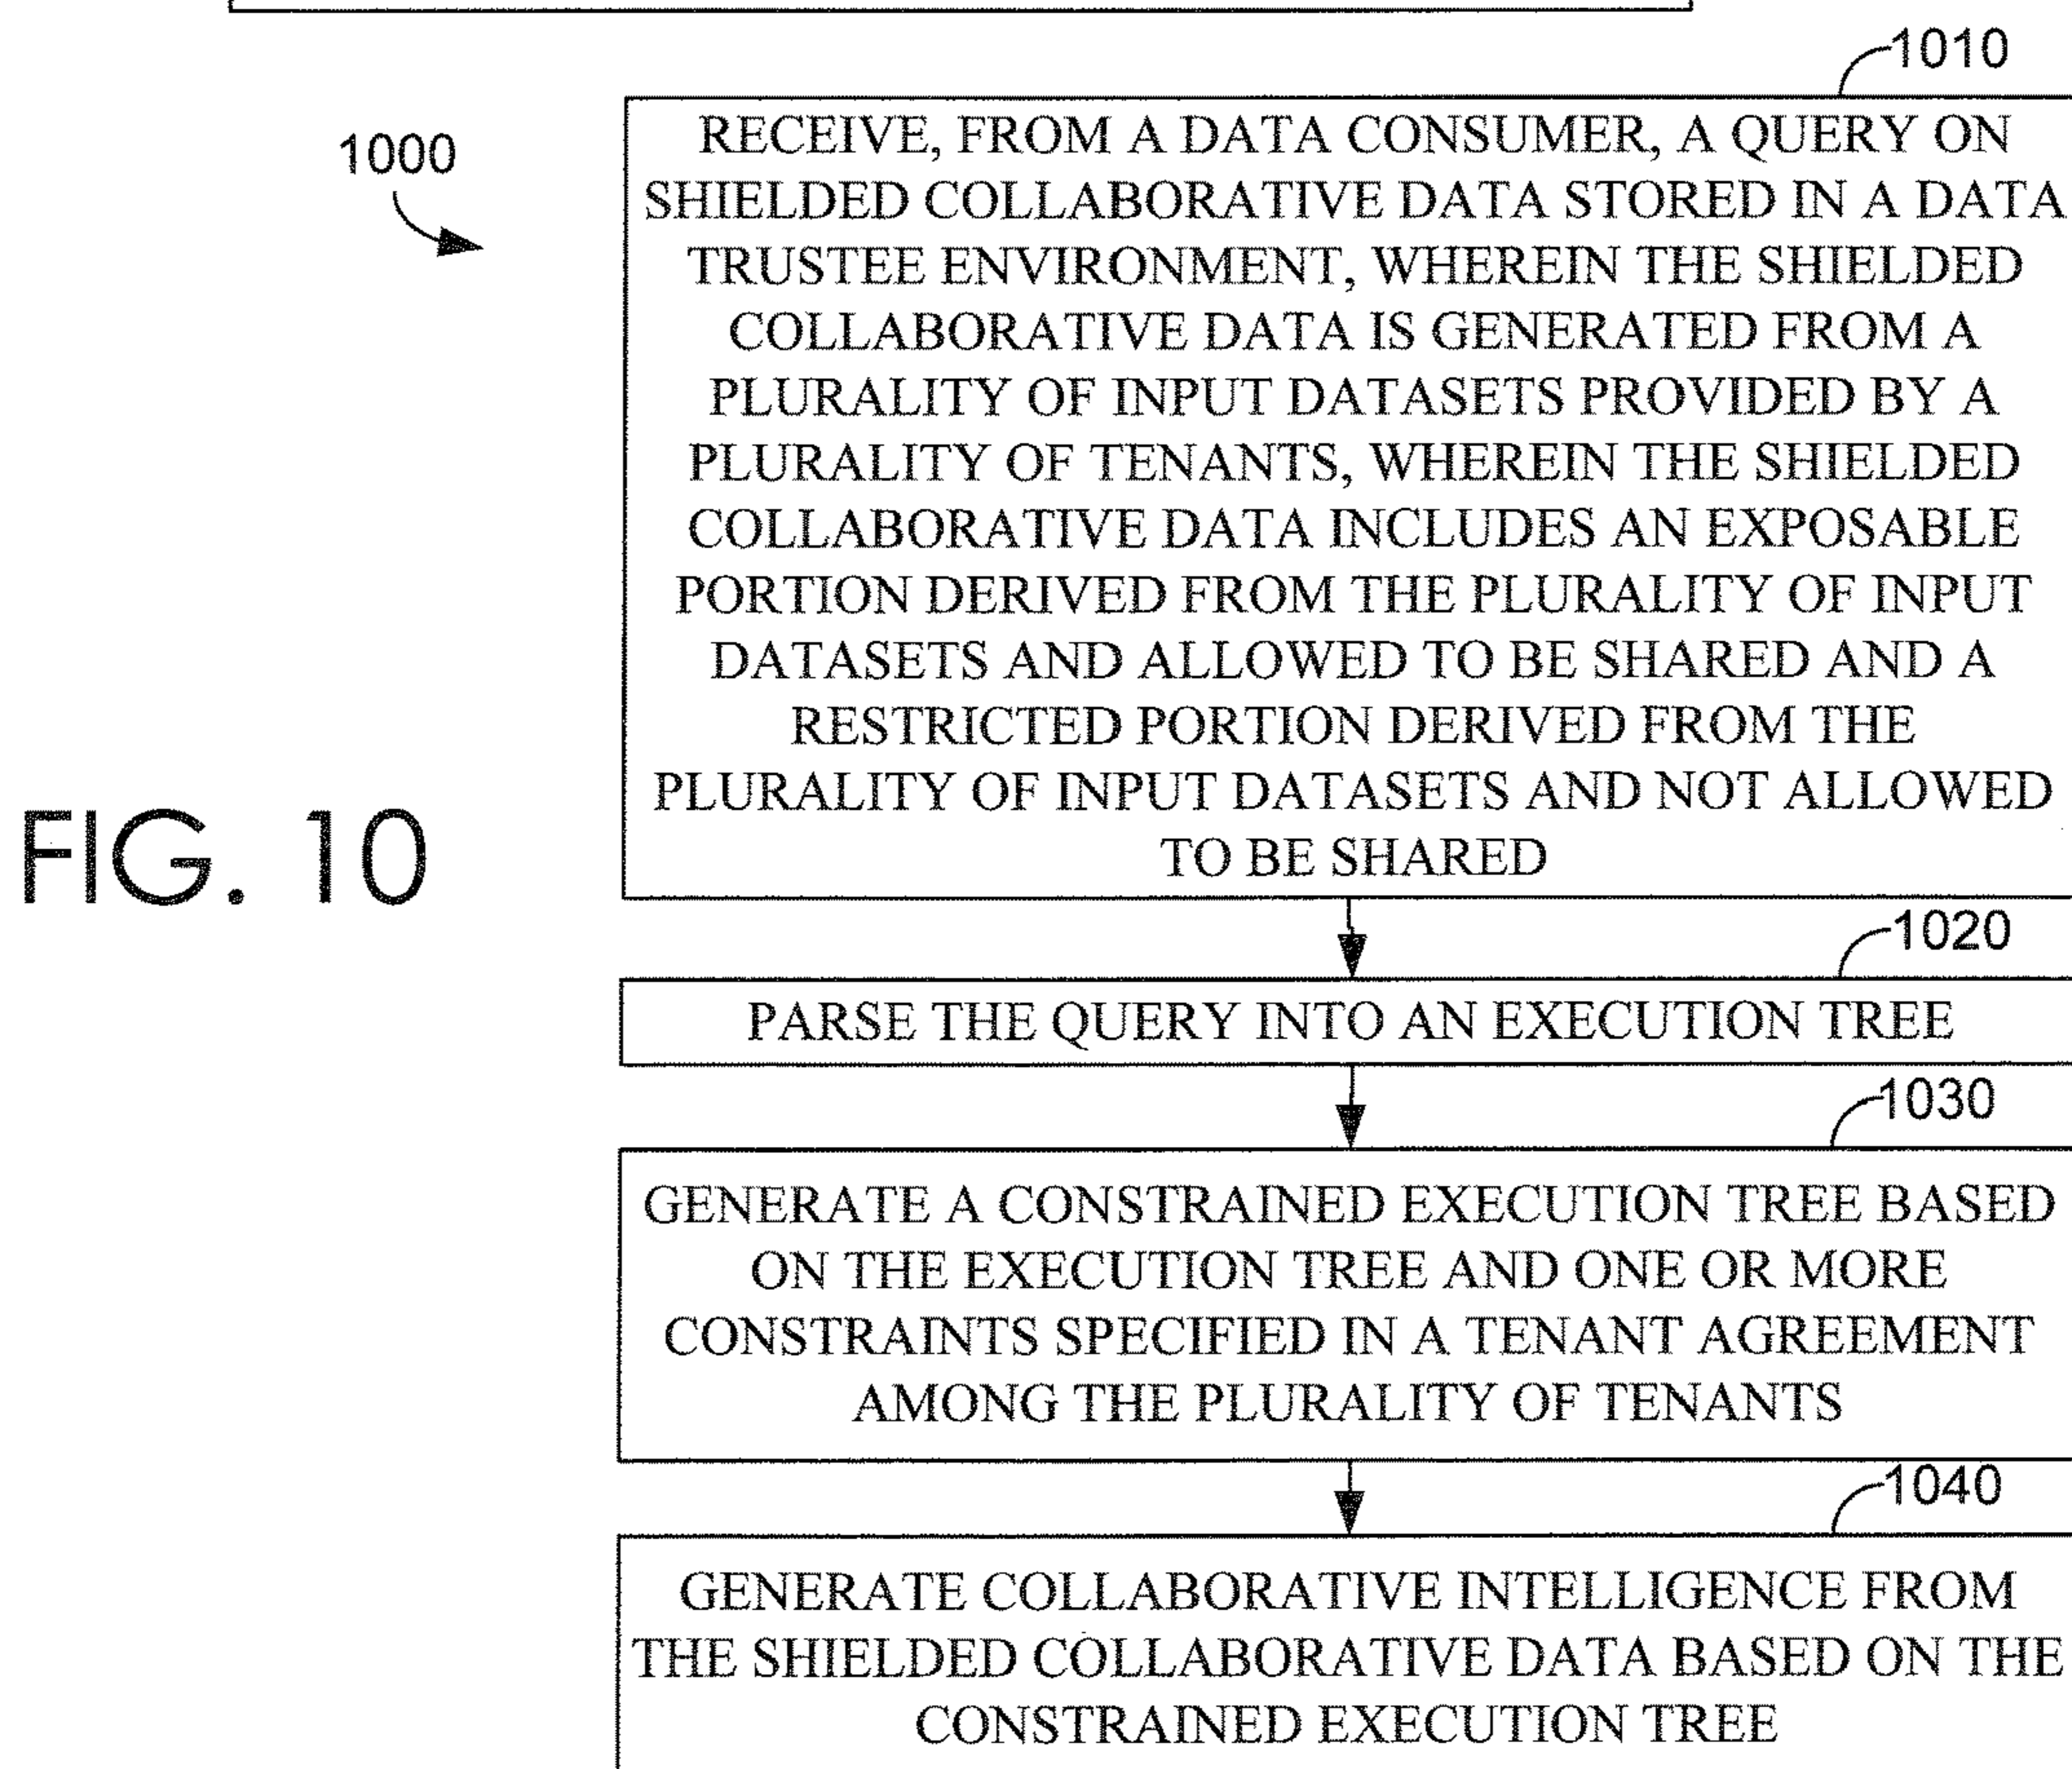 1010
1000
RECEIVE, FROM A DATA CONSUMER, A QUERY ON
SHIELDED COLLABORATIVE DATA STORED IN A DATA
TRUSTEE ENVIRONMENT, WHEREIN THE SHIELDED
COLLABORATIVE DATA IS GENERATED FROM A
PLURALITY OF INPUT DATASETS PROVIDED BY A
PLURALITY OF TENANTS, WHEREIN THE SHIELDED
COLLABORATIVE DATA INCLUDES AN EXPOSABLE
PORTION DERIVED FROM THE PLURALITY OF INPUT
DATASETS AND ALLOWED TO BE SHARED AND A
RESTRICTED PORTION DERIVED FROM THE
PLURALITY OF INPUT DATASETS AND NOT ALLOWED
TO BE SHARED
FIG. 10
1020
PARSE THE QUERY INTO AN EXECUTION TREE
1030
GENERATE A CONSTRAINED EXECUTION TREE BASED
ON THE EXECUTION TREE AND ONE OR MORE
CONSTRAINTS SPECIFIED IN A TENANT AGREEMENT
AMONG THE PLURALITY OF TENANTS
1040
GENERATE COLLABORATIVE INTELLIGENCE FROM
THE SHIELDED COLLABORATIVE DATA BASED ON THE
CONSTRAINED EXECUTION TREE